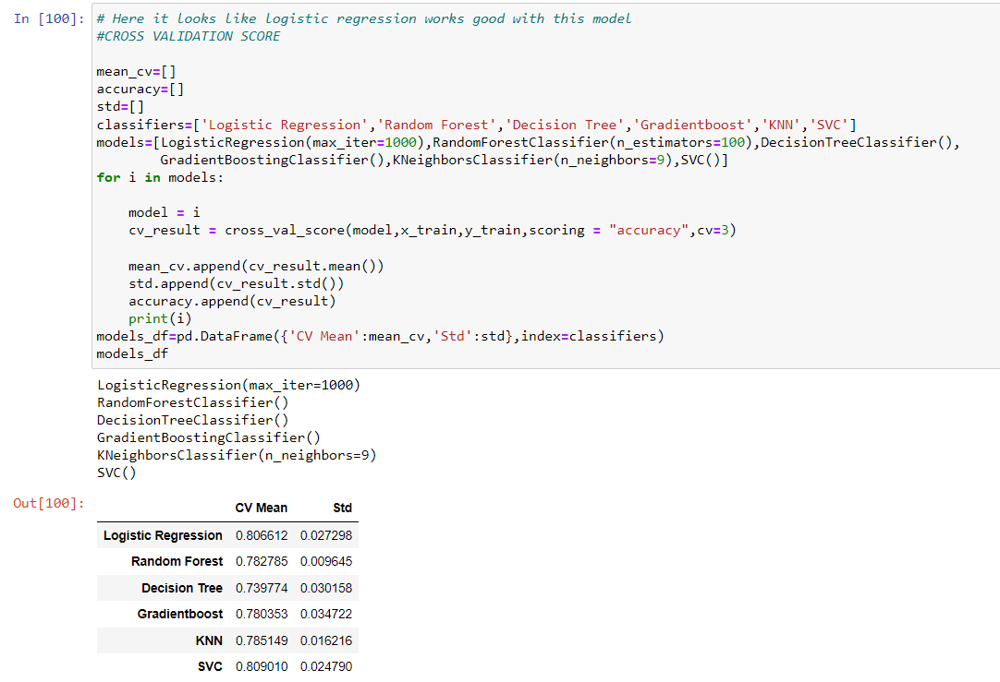 In [100]: # Here it looks like logistic regression works good with this model
#CROSS VALIDATION SCORE
mean_cv=[]
accuracy=[]
std=[]
classifiers=['Logistic Regression','Random Forest','Decision Tree','Gradientboost','KNN','SVC']
models=[LogisticRegression(max_iter=1000),RandomForestClassifier(n_estimators=100),DecisionTreeClassifier(),
GradientBoostingClassifier(),KNeighborsClassifier(n_neighbors=9),SVC()]
for i in models:
model = i
cv_result = cross_val_score(model,x_train,y_train,scoring = "accuracy",cv=3)
mean_cv.append(cv_result.mean())
std.append(cv_result.std())
accuracy.append(cv_result)
print(i)
models_df=pd.DataFrame({'CV Mean':mean_cv,'Std':std},index=classifiers)
models_df
LogisticRegression(max_iter=1000)
RandomForestClassifier()
DecisionTreeClassifier()
GradientBoostingClassifier()
KNeighborsClassifier(n_neighbors=9)
SVC()
Out[100]:
CV Mean Std
Logistic Regression 0.806612 0.027298
Random Forest 0.782785 0.009645
Decision Tree 0.739774 0.030158
Gradientboost 0.780353 0.034722
KNN 0.785149 0.016216
SVC 0.809010 0.024790